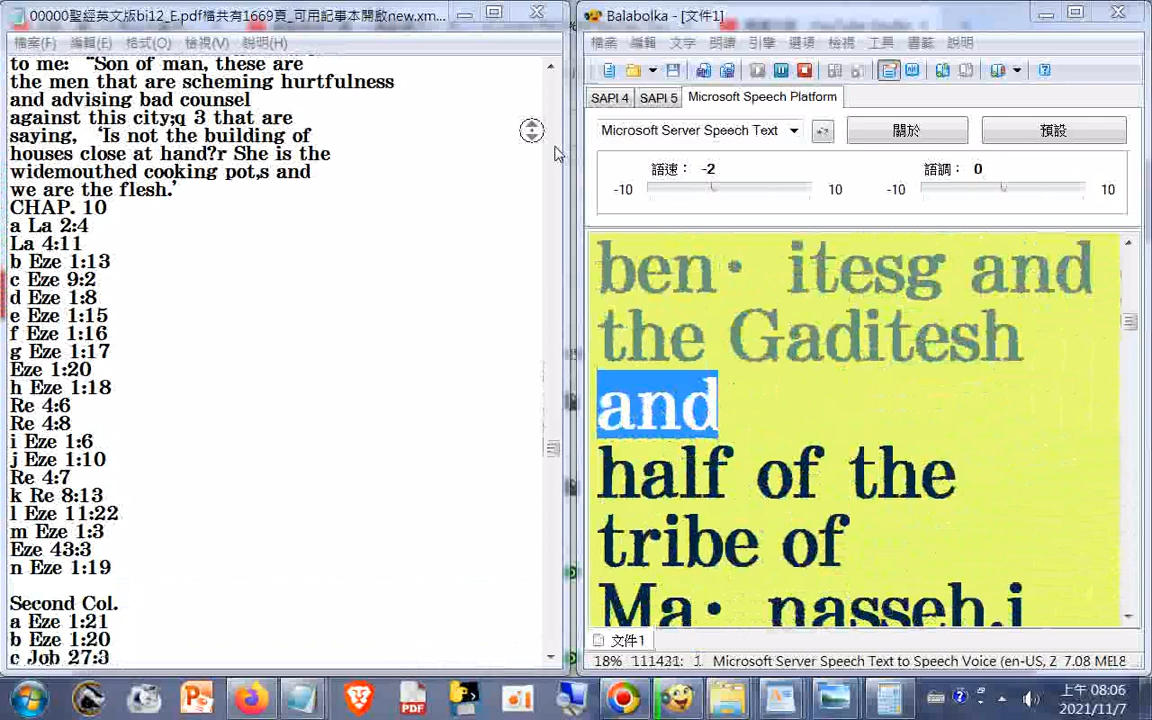 00000聖經英文版bi12_E.pdf檔共有1669頁_可用記事本開啟new.xm...
檔案(F) 編輯(E) 格式(O) 檢視(V) 說明(H)
to me: “Son of man, these are
the men that are scheming hurtfulness
and advising bad counsel
against this city;q 3 that are
saying, ‘Is not the building of
houses close at hand?r She is the
widemouthed cooking pot,s and
we are the flesh.’
CHAP. 10
a La 2:4
La 4:11
b Eze 1:13
c Eze 9:2
d Eze 1:8
e Eze 1:15
f Eze 1:16
g Eze 1:17
Eze 1:20
h Eze 1:18
Re 4:6
Re 4:8
i Eze 1:6
j Eze 1:10
Re 4:7
k Re 8:13
l Eze 11:22
m Eze 1:3
Eze 43:3
n Eze 1:19
Second Col.
a Eze 1:21
b Eze 1:20
c Job 27:3
Balabolka - [文件1]
檔案 編輯 文字 朗讀 引擎 選項 檢視 工具 書籤 說明
SAPI 4 SAPI 5 Microsoft Speech Platform
Microsoft Server Speech Text 關於 預設
語速： -2 語調： 0
-10 10 -10 10
ben· itesg and
the Gaditesh
and
half of the
tribe of
Ma· nasseh,i
文件1
18% 111431: 1 Microsoft Server Speech Text to Speech Voice (en-US, Z 7.08 МБ
PDF
上午 08:06
2021/11/7